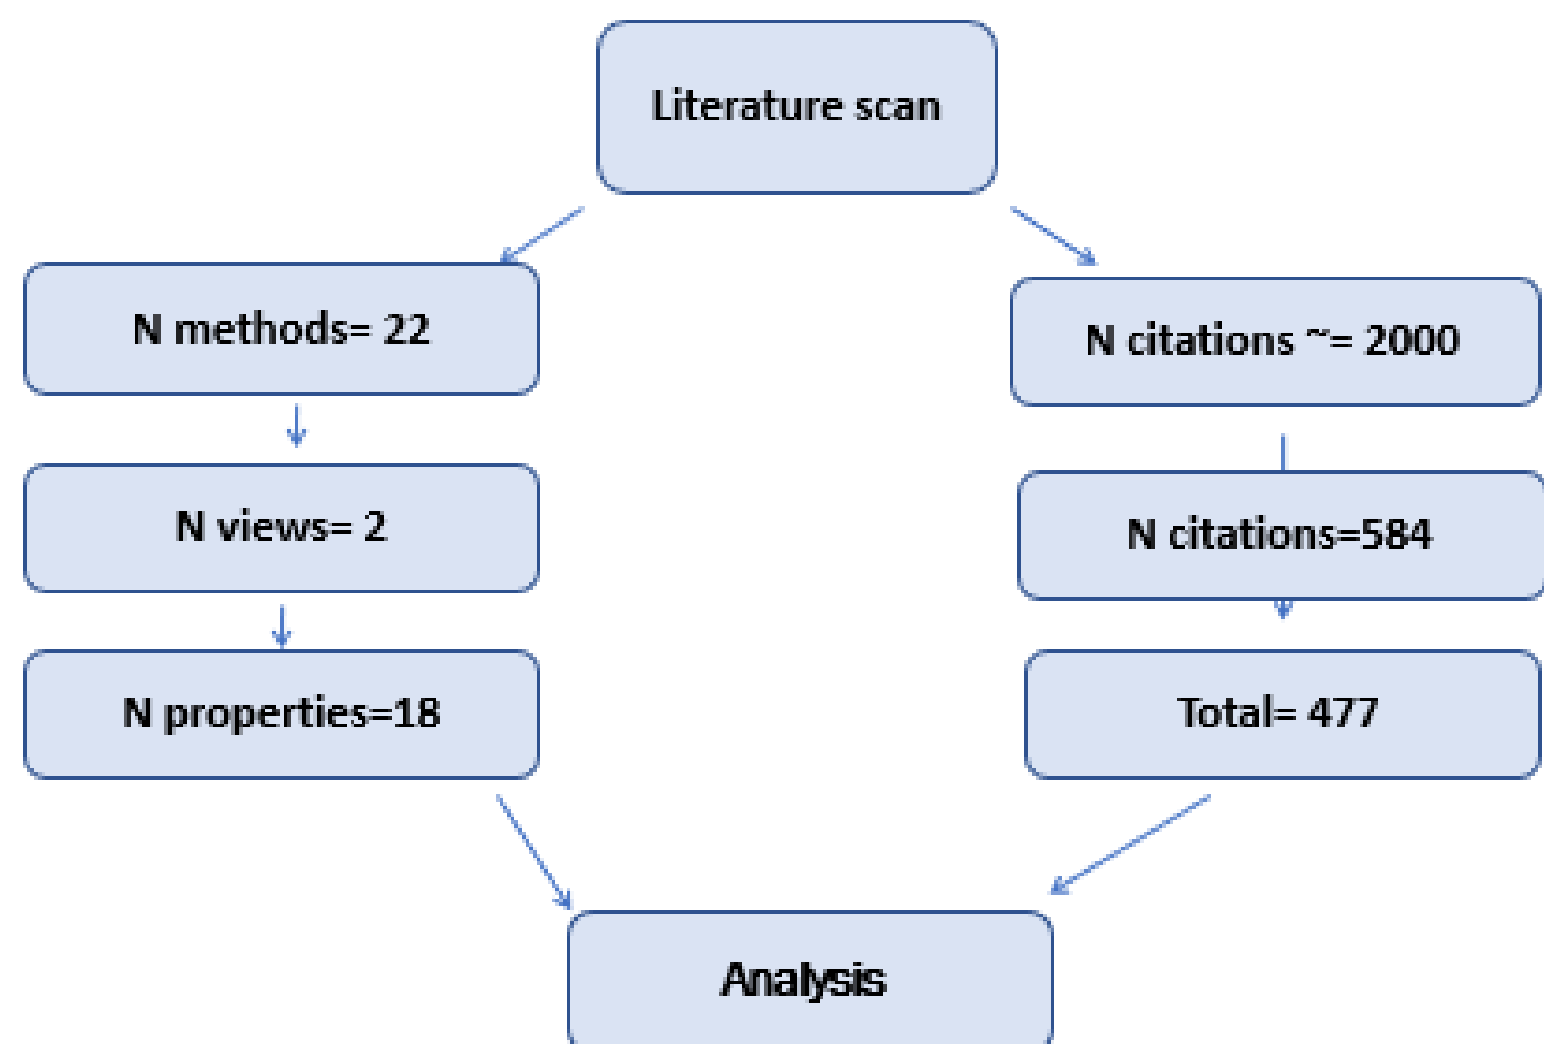 Literature scan
N methods= 22
N citations ~= 2000
N views= 2
N citations=584
N properties=18
Total= 477
Analysis